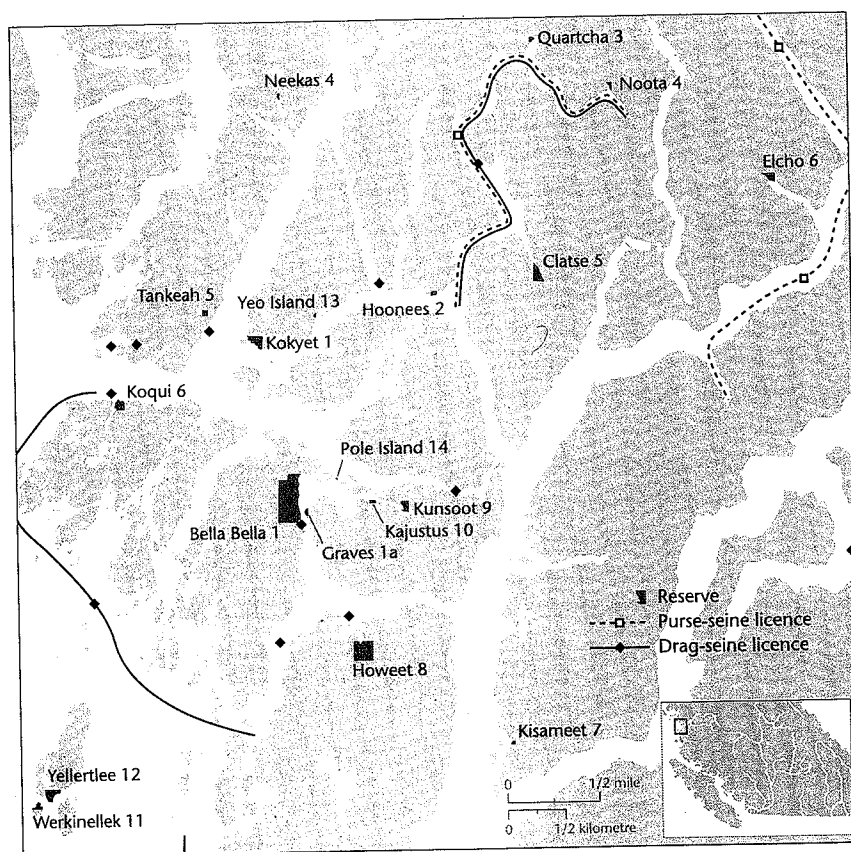 Quartcha 3
Neekas 4
Noota 4
Elcho 6
Clatse 5
Tankeah 5
Yeo Island 13
Hoonees 2
Kokyet 1
Koqui 6
Pole Island 14
Kunsoot 9
Bella Bella 1
Kajustus 10
Graves 1a
Reserve
Purse-seine licence
Drag-seine licence
Howeet 8
Kisameet 7
Yellertlee 12
0 1/2 mile
Werkinellek 11
0 1/2 kilometre